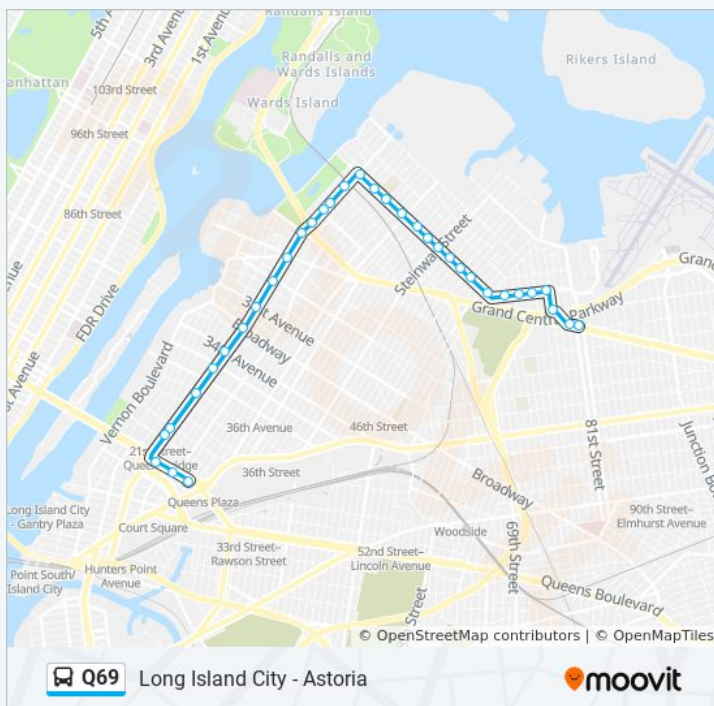 5th A
3rd Avenue
1st Avenue
Randalls Island
Randalls and
Wards Islands
Rikers Island
anhattan
103rd Street
Wards Island
96th Street
86th Street
Steinway Street
Grand
Grand Central Parkway
FDR Drive
31st Avenue
Broadway
34th Avenue
Vernon Boulevard
36th Avenue
46th Street
81st Street
Junction Bo
21st Street–
Queensbridge
36th Street
Broadway
Long Island City
- Gantry Plaza
Queens Plaza
Court Square
90th Street–
Elmhurst Avenue
Woodside
33rd Street–
Rawson Street
69th Street
52nd Street–
Lincoln Avenue
Hunters Point
Avenue
Point South/
Island City
Queens Boulevard
Street
© OpenStreetMap contributors | © OpenMapTiles
Q69 Long Island City - Astoria
moovit